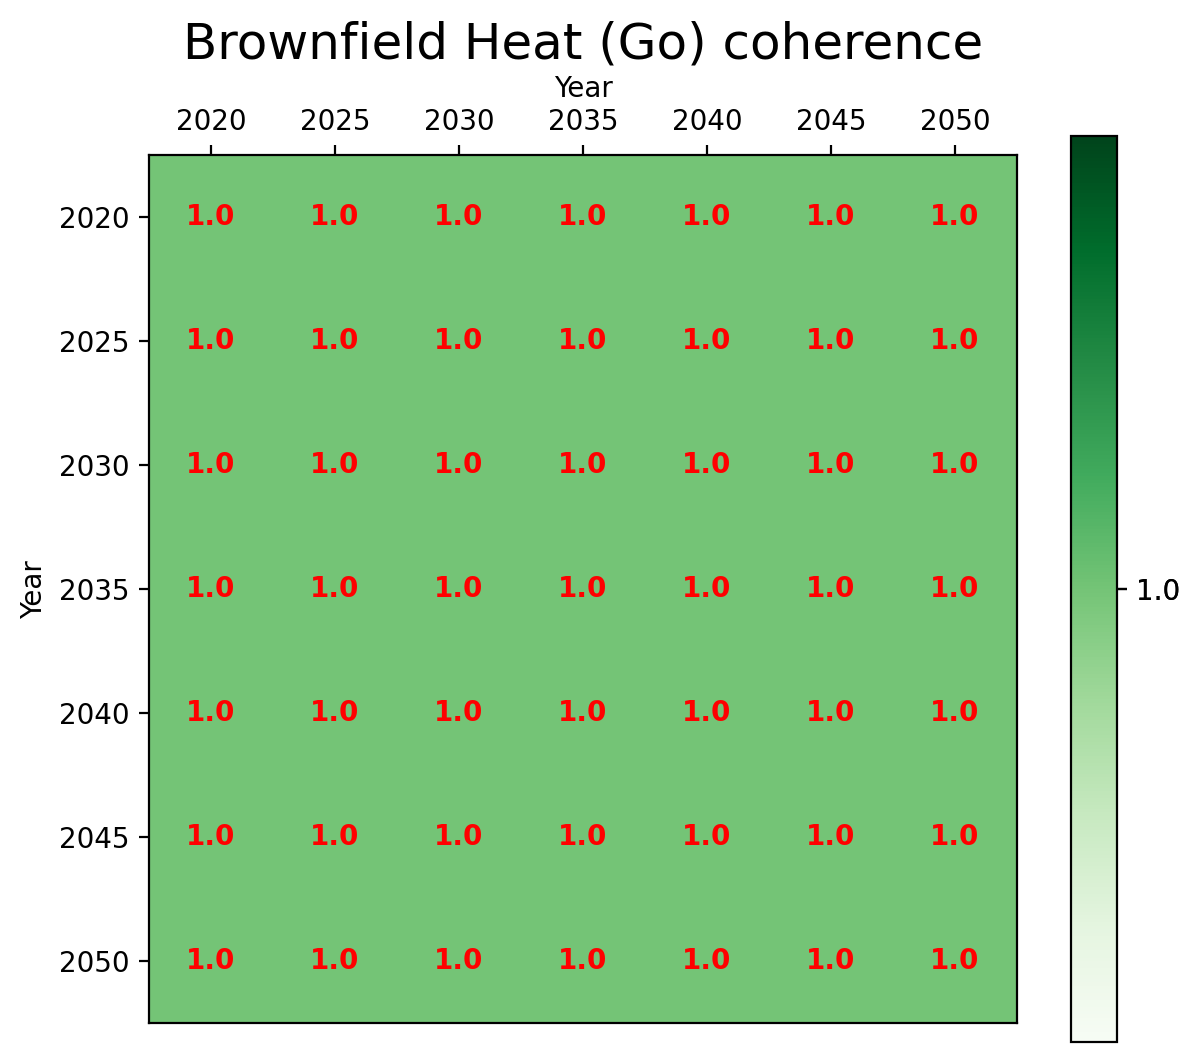 Brownfield Heat (Go) coherence
Year
2020 2025 2030 2035 2040 2045 2050
2020 1.0 1.0 1.0 1.0 1.0 1.0 1.0
2025 1.0 1.0 1.0 1.0 1.0 1.0 1.0
2030 1.0 1.0 1.0 1.0 1.0 1.0 1.0
Year 2035 1.0 1.0 1.0 1.0 1.0 1.0 1.0 1.0
2040 1.0 1.0 1.0 1.0 1.0 1.0 1.0
2045 1.0 1.0 1.0 1.0 1.0 1.0 1.0
2050 1.0 1.0 1.0 1.0 1.0 1.0 1.0